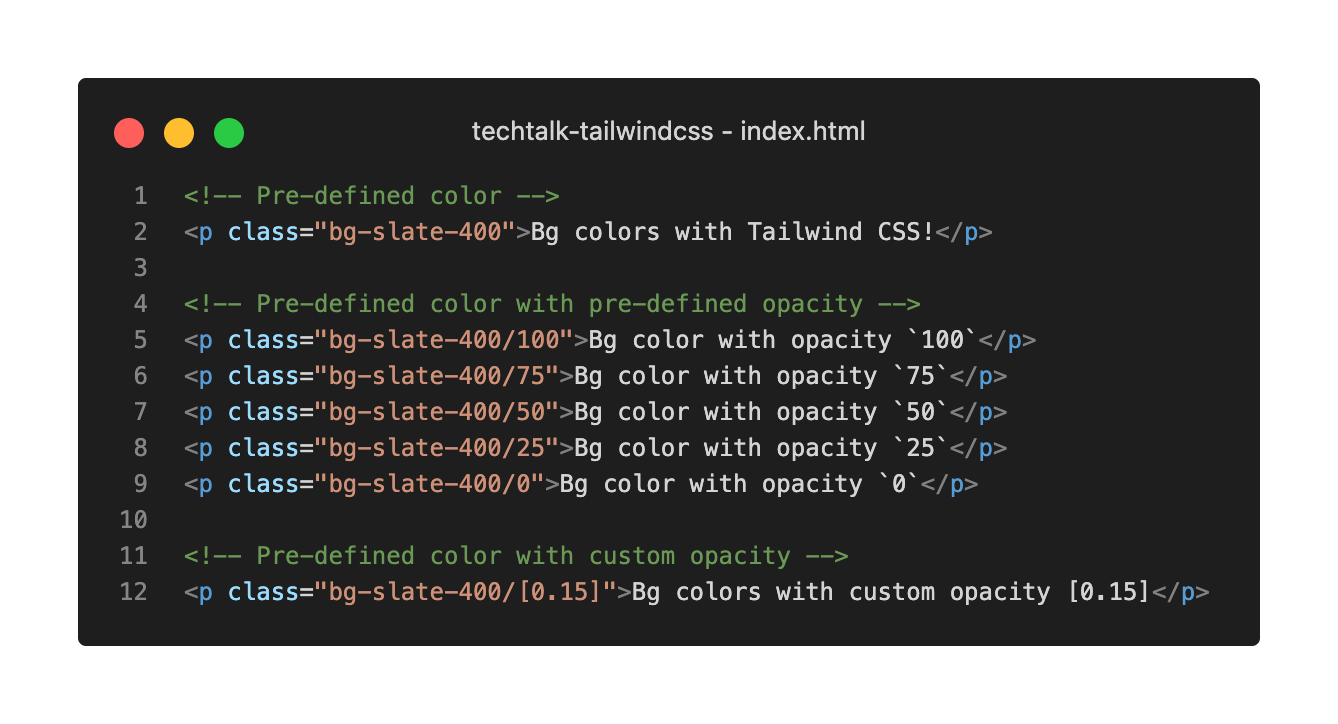 techtalk-tailwindcss - index.html
1 <!-- Pre-defined color -->
2 <p class="bg-slate-400">Bg colors with Tailwind CSS!</p>
3
4 <!-- Pre-defined color with pre-defined opacity -->
5 <p class="bg-slate-400/100">Bg color with opacity `100`</p>
6 <p class="bg-slate-400/75">Bg color with opacity `75`</p>
7 <p class="bg-slate-400/50">Bg color with opacity `50`</p>
8 <p class="bg-slate-400/25">Bg color with opacity `25`</p>
9 <p class="bg-slate-400/0">Bg color with opacity `0`</p>
10
11 <!-- Pre-defined color with custom opacity -->
12 <p class="bg-slate-400/[0.15]">Bg colors with custom opacity [0.15]</p>